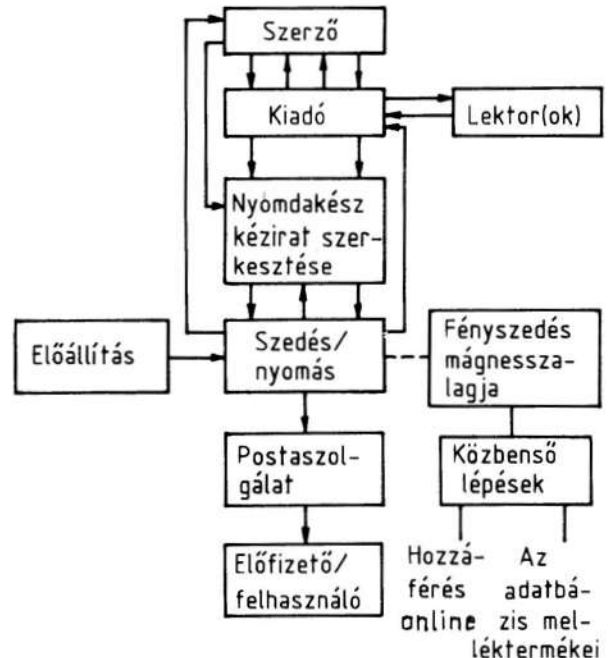 Szerző
Kiadó
Lektor(ok)
Nyomdakész
kézirat szer-
kesztése
Előállítás
Szedés/
nyomás
Fényszedés
mágnessza-
lagja
Postaszol-
gálat
Közbenső
lépések
Előfizető/
felhasználó
Hozzá-
férés
online
Az
adatbá-
zis mel-
léktermékei